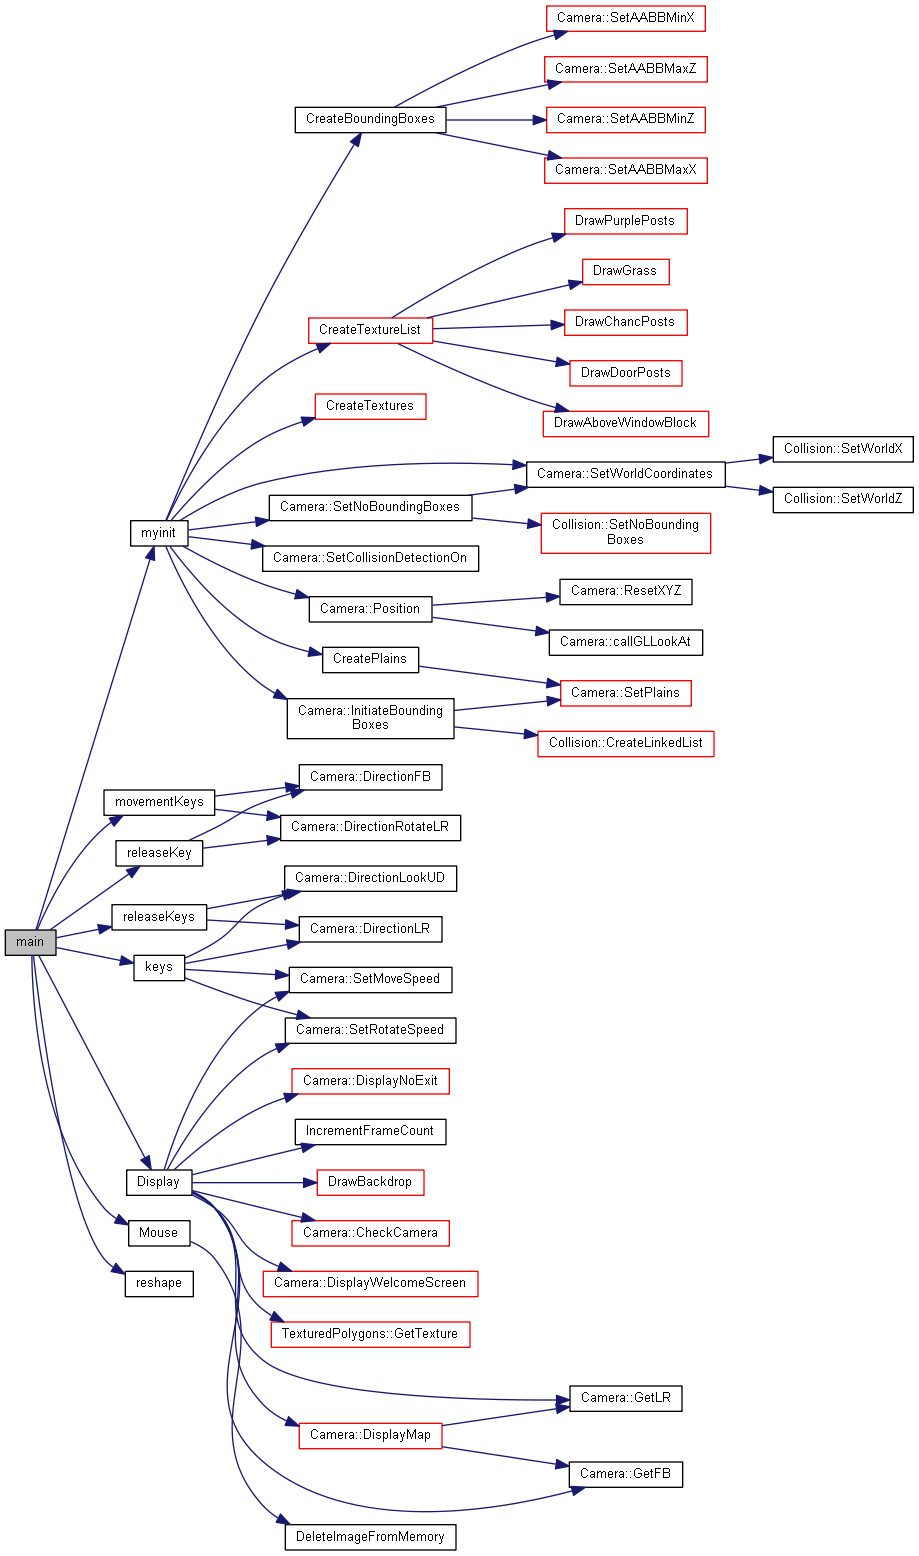 Camera::SetAABBMinX
Camera::SetAABBMaxZ
CreateBoundingBoxes
Camera::SetAABBMinZ
Camera::SetAABBMaxX
DrawPurplePosts
DrawGrass
CreateTextureList
DrawChancPosts
DrawDoorPosts
CreateTextures
DrawAboveWindowBlock
Collision::SetWorldX
Camera::SetWorldCoordinates
Collision::SetWorldZ
Camera::SetNoBoundingBoxes
myinit
Collision::SetNoBounding
Boxes
Camera::SetCollisionDetectionOn
Camera::ResetXYZ
Camera::Position
Camera::callGLLookAt
CreatePlains
Camera::SetPlains
Camera::InitiateBounding
Boxes
Collision::CreateLinkedList
Camera::DirectionFB
movementKeys
Camera::DirectionRotateLR
releaseKey
Camera::DirectionLookUD
releaseKeys
Camera::DirectionLR
main
keys
Camera::SetMoveSpeed
Camera::SetRotateSpeed
Camera::DisplayNoExit
IncrementFrameCount
Display
DrawBackdrop
Mouse
Camera::CheckCamera
reshape
Camera::DisplayWelcomeScreen
TexturedPolygons::GetTexture
Camera::GetLR
Camera::DisplayMap
Camera::GetFB
DeleteImageFromMemory